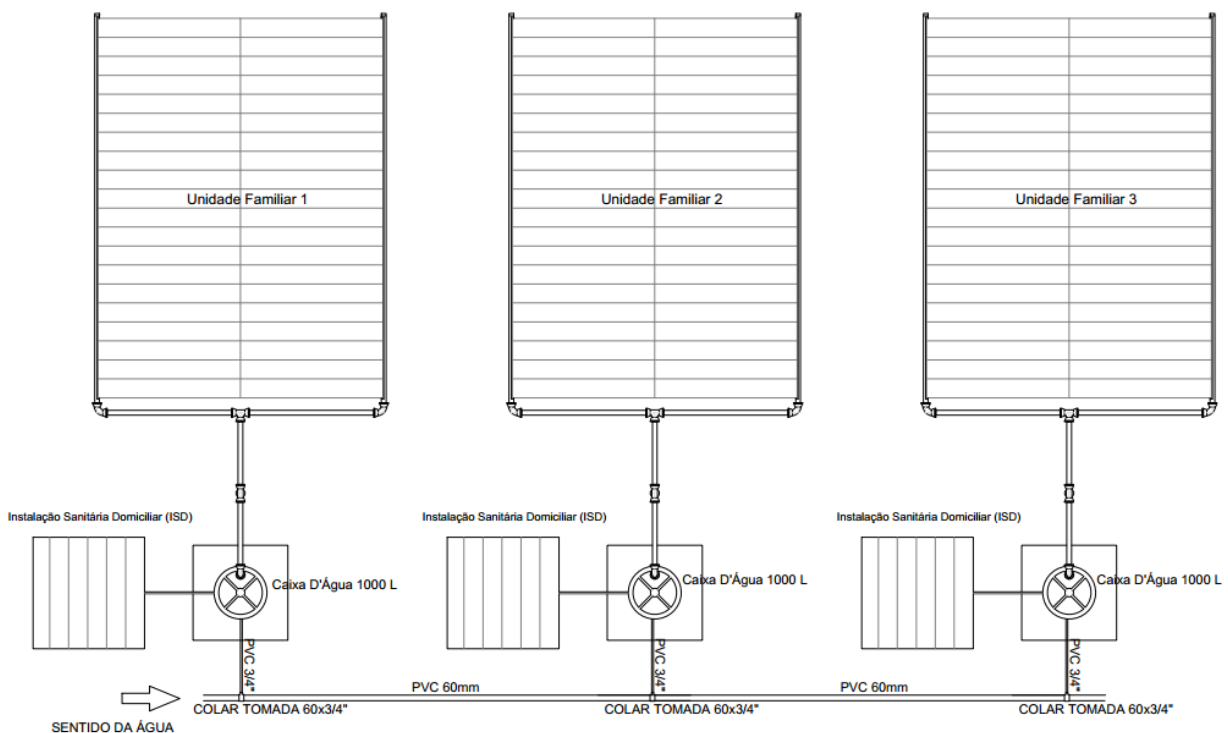 Unidade Familiar 1
Unidade Familiar 2
Unidade Familiar 3
Instalação Sanitária Domiciliar (ISD)
Instalação Sanitária Domiciliar (ISD)
Instalação Sanitária Domiciliar (ISD)
Caixa D'Água 1000 L
Caixa D'Água 1000 L
Caixa D'Água 1000 L
PVC 3/4"
PVC 3/4"
PVC 3/4"
PVC 60mm
PVC 60mm
COLAR TOMADA 60x3/4"
COLAR TOMADA 60x3/4"
COLAR TOMADA 60x3/4"
SENTIDO DA ÁGUA